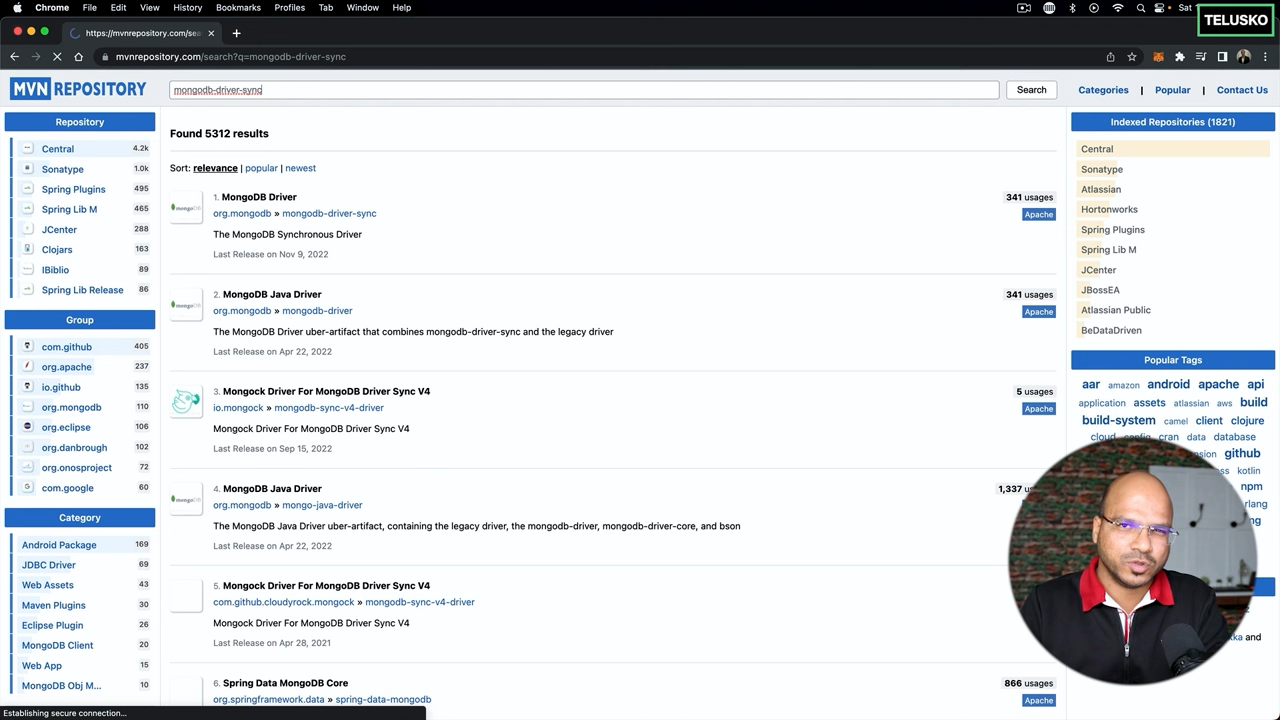 Chrome File Edit View History Bookmarks Profiles Tab Window Help Sat
TELUSKO
https://mvnrepository.com/sea
mvnrepository.com/search?q=mongodb-driver-sync
MVN REPOSITORY
mongodb-driver-sync
Search
Categories | Popular | Contact Us
Repository
Central 4.2k
Sonatype 1.0k
Spring Plugins 495
Spring Lib M 465
JCenter 288
Clojars 163
IBiblio 89
Spring Lib Release 86
Group
com.github 405
org.apache 237
io.github 135
org.mongodb 110
org.eclipse 106
org.danbrough 102
org.onosproject 72
com.google 60
Category
Android Package 169
JDBC Driver 69
Web Assets 43
Maven Plugins 30
Eclipse Plugin 26
MongoDB Client 20
Web App 15
MongoDB Obj M... 10
Establishing secure connection...
Found 5312 results
Sort: relevance | popular | newest
1. MongoDB Driver
341 usages
org.mongodb » mongodb-driver-sync
Apache
The MongoDB Synchronous Driver
Last Release on Nov 9, 2022
2. MongoDB Java Driver
341 usages
org.mongodb » mongodb-driver
Apache
The MongoDB Driver uber-artifact that combines mongodb-driver-sync and the legacy driver
Last Release on Apr 22, 2022
3. Mongock Driver For MongoDB Driver Sync V4
5 usages
io.mongock » mongodb-sync-v4-driver
Apache
Mongock Driver For MongoDB Driver Sync V4
Last Release on Sep 15, 2022
4. MongoDB Java Driver
1,337
org.mongodb » mongo-java-driver
The MongoDB Java Driver uber-artifact, containing the legacy driver, the mongodb-driver, mongodb-driver-core, and bson
Last Release on Apr 22, 2022
5. Mongock Driver For MongoDB Driver Sync V4
com.github.cloudyrock.mongock » mongodb-sync-v4-driver
Mongock Driver For MongoDB Driver Sync V4
Last Release on Apr 28, 2021
6. Spring Data MongoDB Core
866 usages
org.springframework.data » spring-data-mongodb
Apache
Indexed Repositories (1821)
Central
Sonatype
Atlassian
Hortonworks
Spring Plugins
Spring Lib M
JCenter
JBossEA
Atlassian Public
BeDataDriven
Popular Tags
aar amazon android apache api
application assets atlassian aws build
build-system camel client clojure
cloud config cran data database
github
kotlin
npm
and